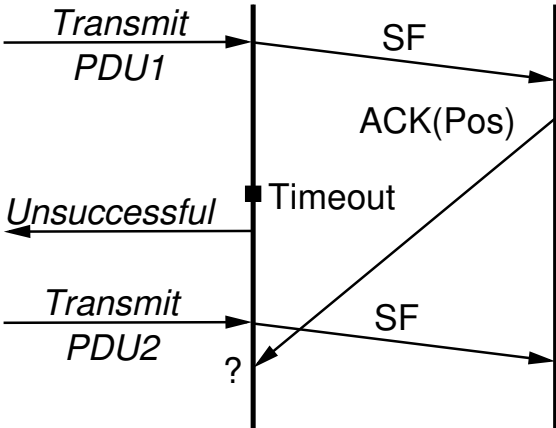 Transmit
PDU1
SF
ACK(Pos)
Timeout
Unsuccessful
Transmit
PDU2
SF
?